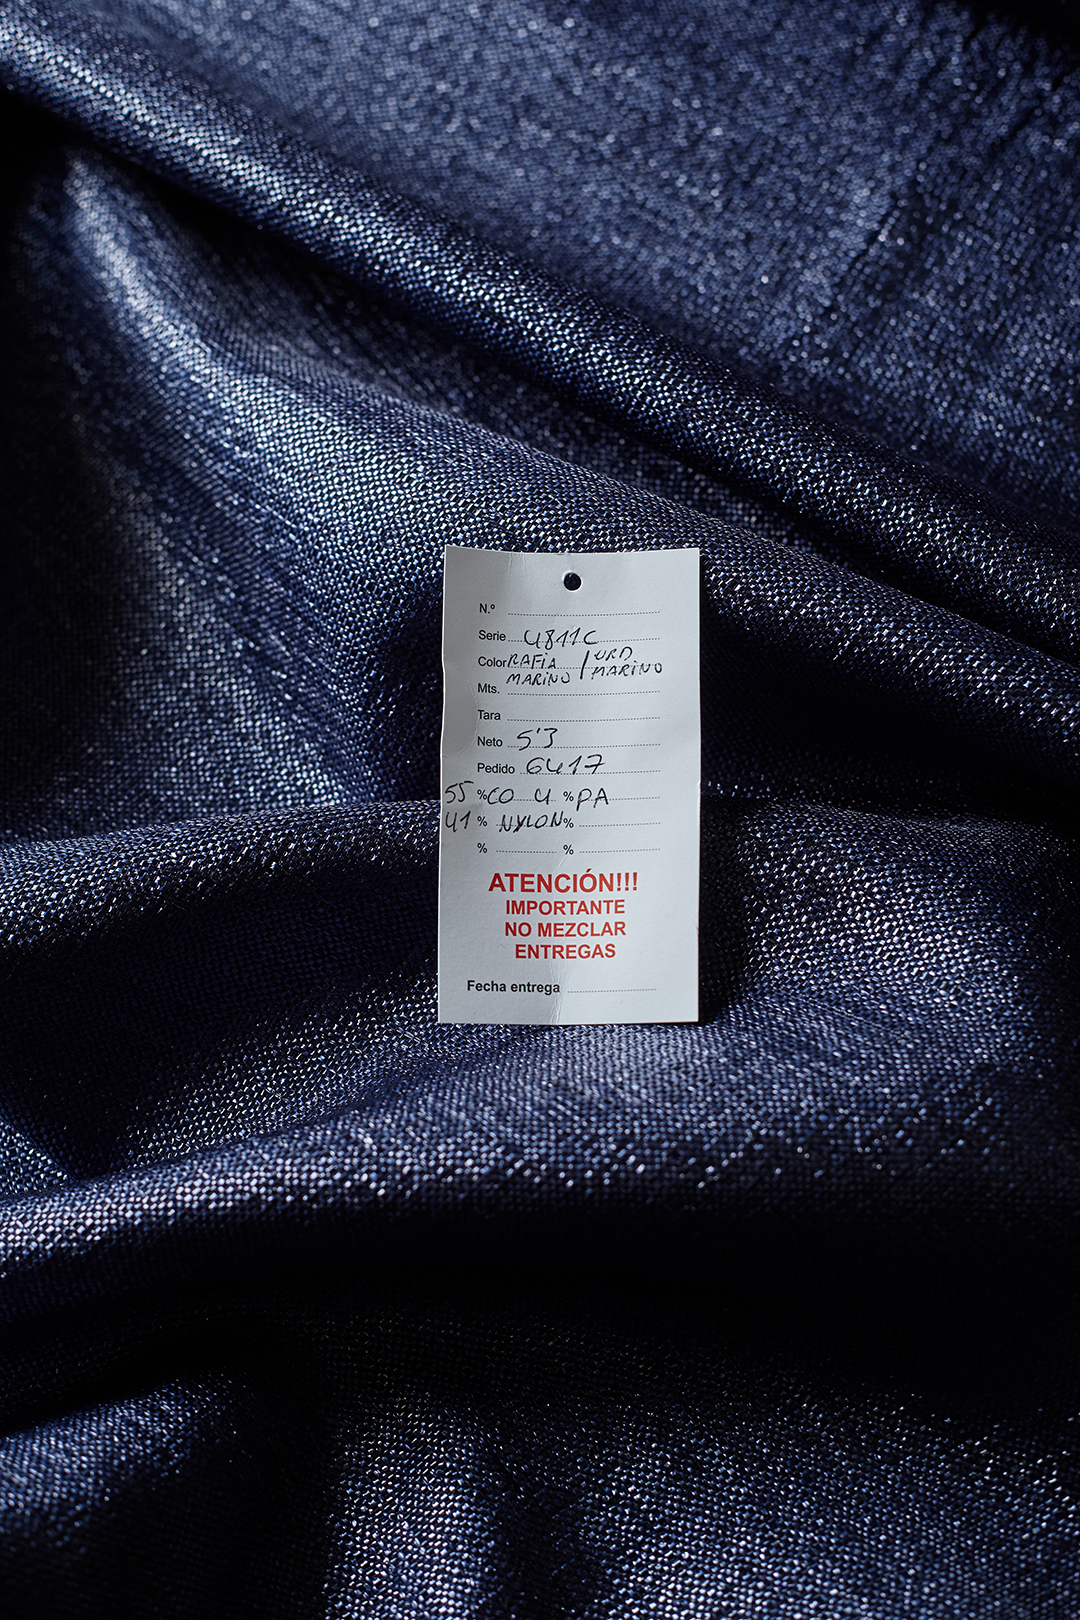 N.º
Serie 4811C
Color RAFIA MARINO / URD MARINO
Mts.
Tara
Neto 5'3
Pedido 6417
55 % CO 4 % PA
41 % NYLON %
% %
ATENCIÓN!!!
IMPORTANTE
NO MEZCLAR
ENTREGAS
Fecha entrega